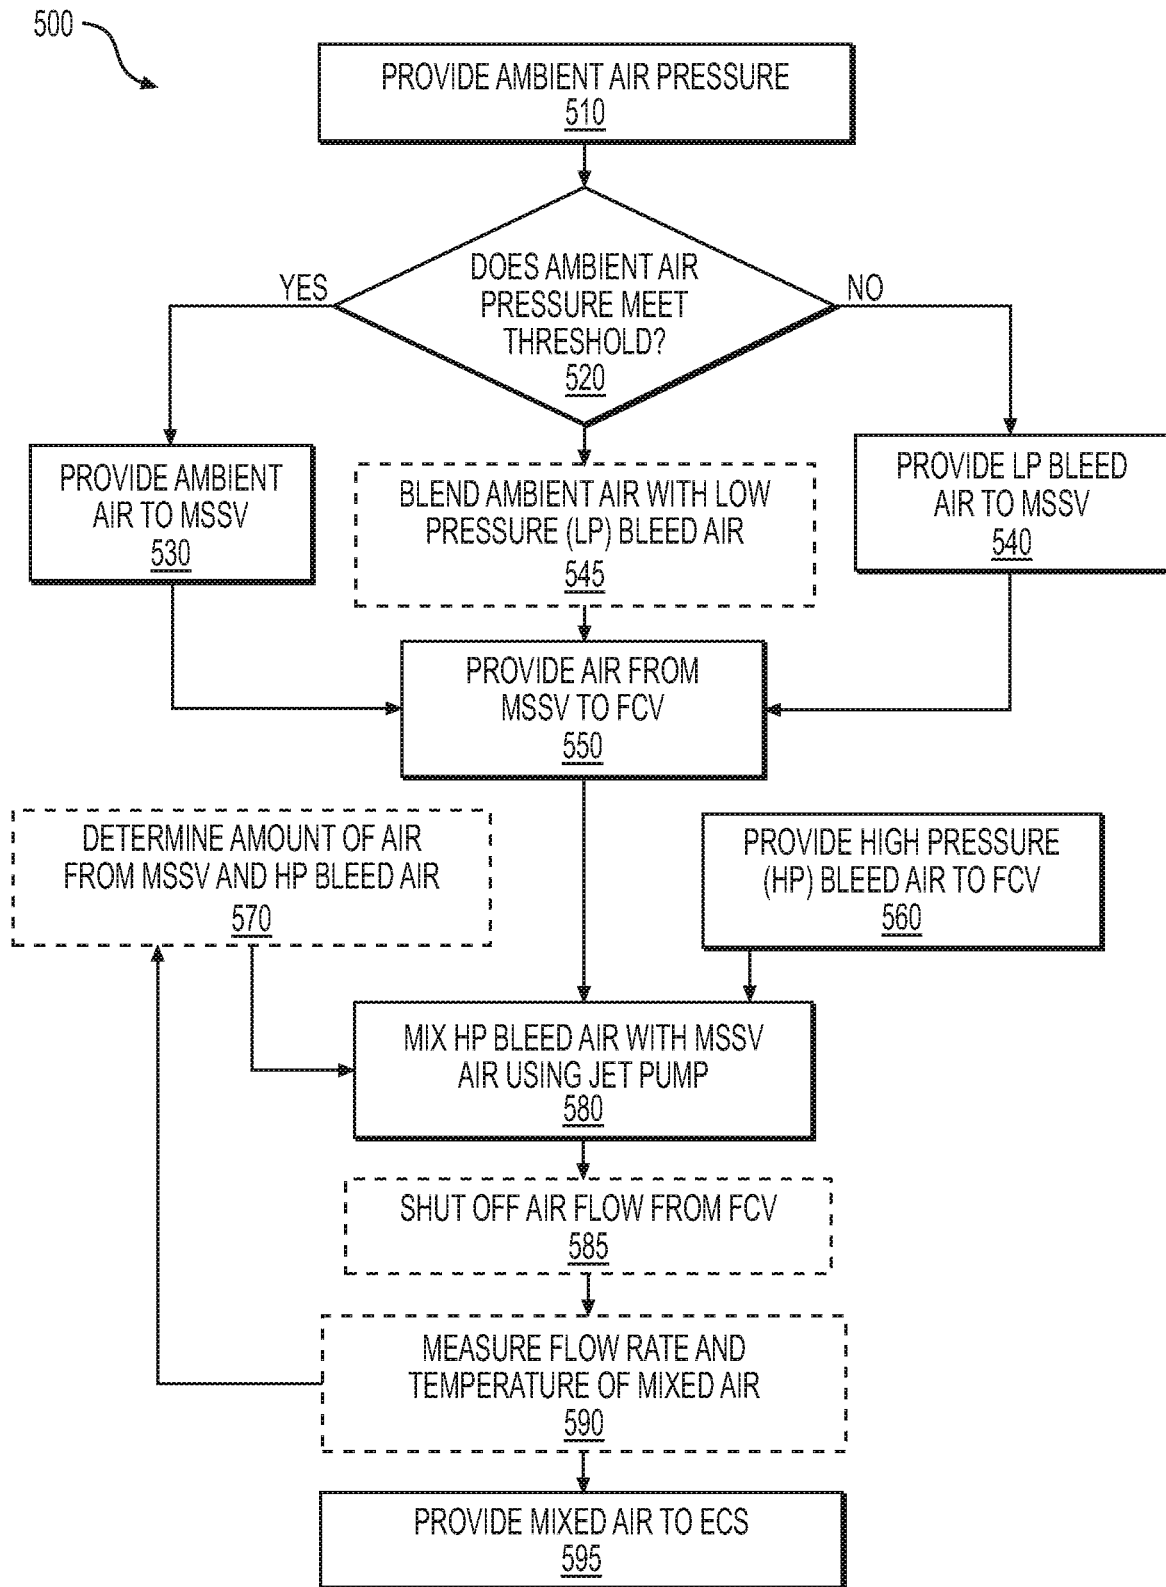 500
PROVIDE AMBIENT AIR PRESSURE
510
DOES AMBIENT AIR
PRESSURE MEET
THRESHOLD?
520
YES
NO
PROVIDE AMBIENT
AIR TO MSSV
530
BLEND AMBIENT AIR WITH LOW
PRESSURE (LP) BLEED AIR
545
PROVIDE LP BLEED
AIR TO MSSV
540
PROVIDE AIR FROM
MSSV TO FCV
550
DETERMINE AMOUNT OF AIR
FROM MSSV AND HP BLEED AIR
570
PROVIDE HIGH PRESSURE
(HP) BLEED AIR TO FCV
560
MIX HP BLEED AIR WITH MSSV
AIR USING JET PUMP
580
SHUT OFF AIR FLOW FROM FCV
585
MEASURE FLOW RATE AND
TEMPERATURE OF MIXED AIR
590
PROVIDE MIXED AIR TO ECS
595